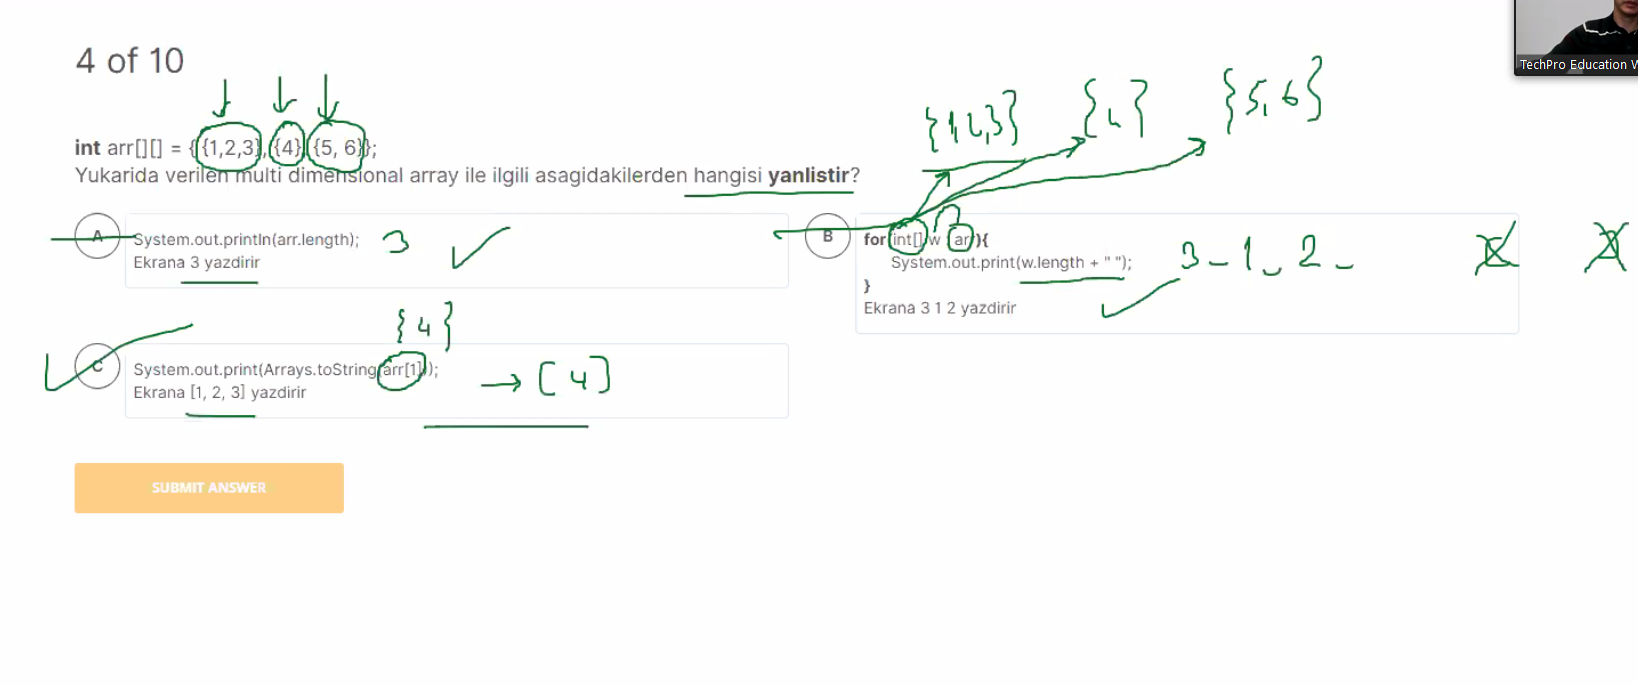 TechPro Education W
4 of 10
{1,2,3} {4} {5, 6}
int arr[][] = {{1,2,3},{4},{5, 6}};
Yukarida verilen multi dimensional array ile ilgili asagidakilerden hangisi yanlistir?
A
System.out.println(arr.length); 3
Ekrana 3 yazdirir
B
for(int[] w : arr){
System.out.print(w.length + " "); 3 _ 1 _ 2 _
}
Ekrana 3 1 2 yazdirir
{4}
C
System.out.print(Arrays.toString(arr[1])); → [4]
Ekrana [1, 2, 3] yazdirir
SUBMIT ANSWER